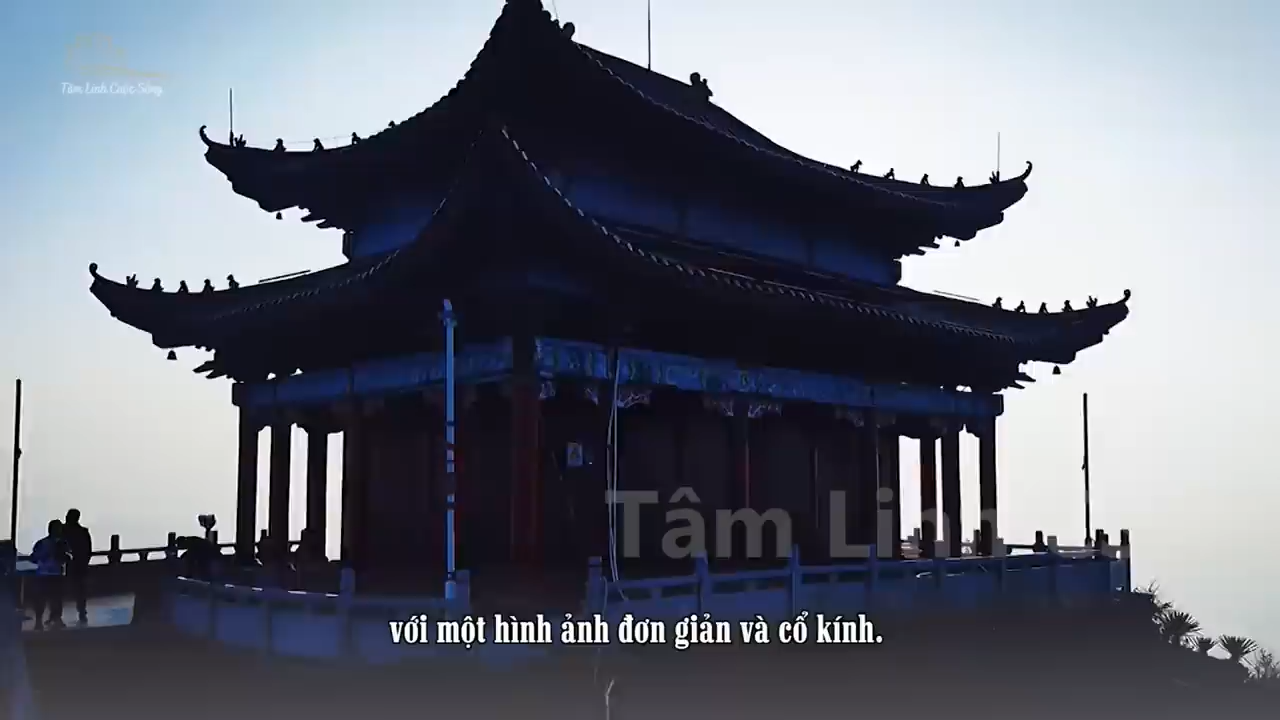 Tâm Linh Cuộc Sống
Tâm Linh
với một hình ảnh đơn giản và cổ kính.